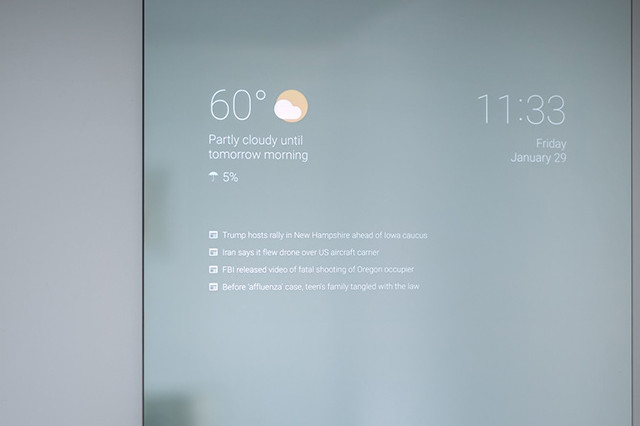 60°
Partly cloudy until
tomorrow morning
5%
11:33
Friday
January 29
Trump hosts rally in New Hampshire ahead of Iowa caucus
Iran says it flew drone over US aircraft carrier
FBI released video of fatal shooting of Oregon occupier
Before 'affluenza' case, teen's family tangled with the law